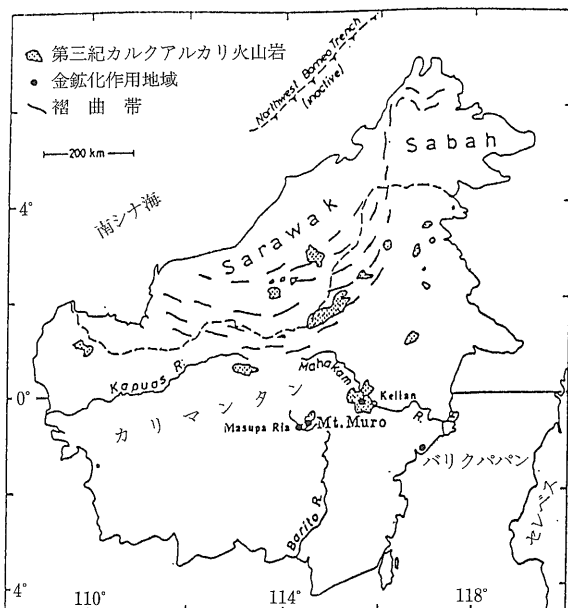 第三紀カルクアルカリ火山岩
金鉱化作用地域
褶曲帯
200 km
Northwest Borneo Trench
(inactive)
Sabah
南シナ海
4°
Sarawak
Kapuas R.
Mahakam R.
Kelian
0°
カリマンタン
Masupa Ria
Mt. Muro
バリクパパン
Barito R.
セレベス
4°
110°
114°
118°